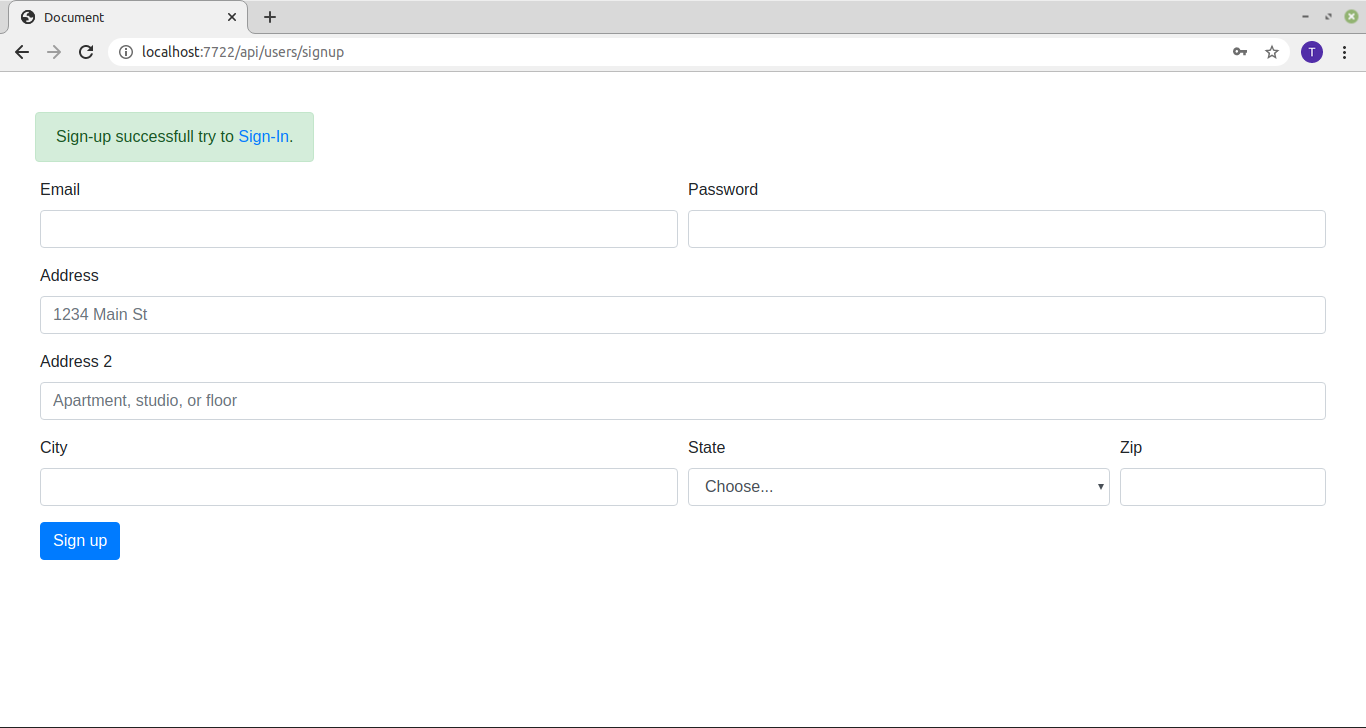 Document
localhost:7722/api/users/signup
T
Sign-up successfull try to Sign-In.
Email Password
Address
1234 Main St
Address 2
Apartment, studio, or floor
City State Zip
Choose...
Sign up